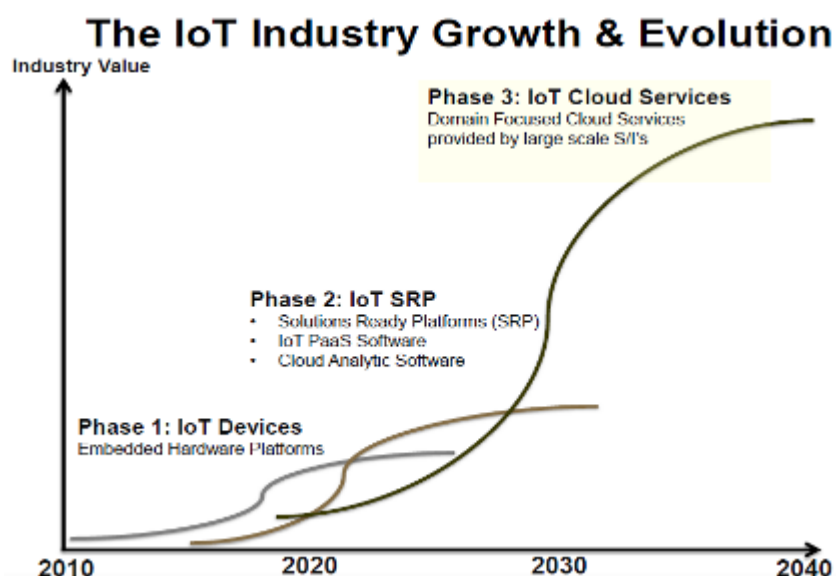 The IoT Industry Growth & Evolution
Industry Value
Phase 3: IoT Cloud Services
Domain Focused Cloud Services
provided by large scale S/I's
Phase 2: IoT SRP
• Solutions Ready Platforms (SRP)
• IoT PaaS Software
• Cloud Analytic Software
Phase 1: IoT Devices
Embedded Hardware Platforms
2010 2020 2030 2040